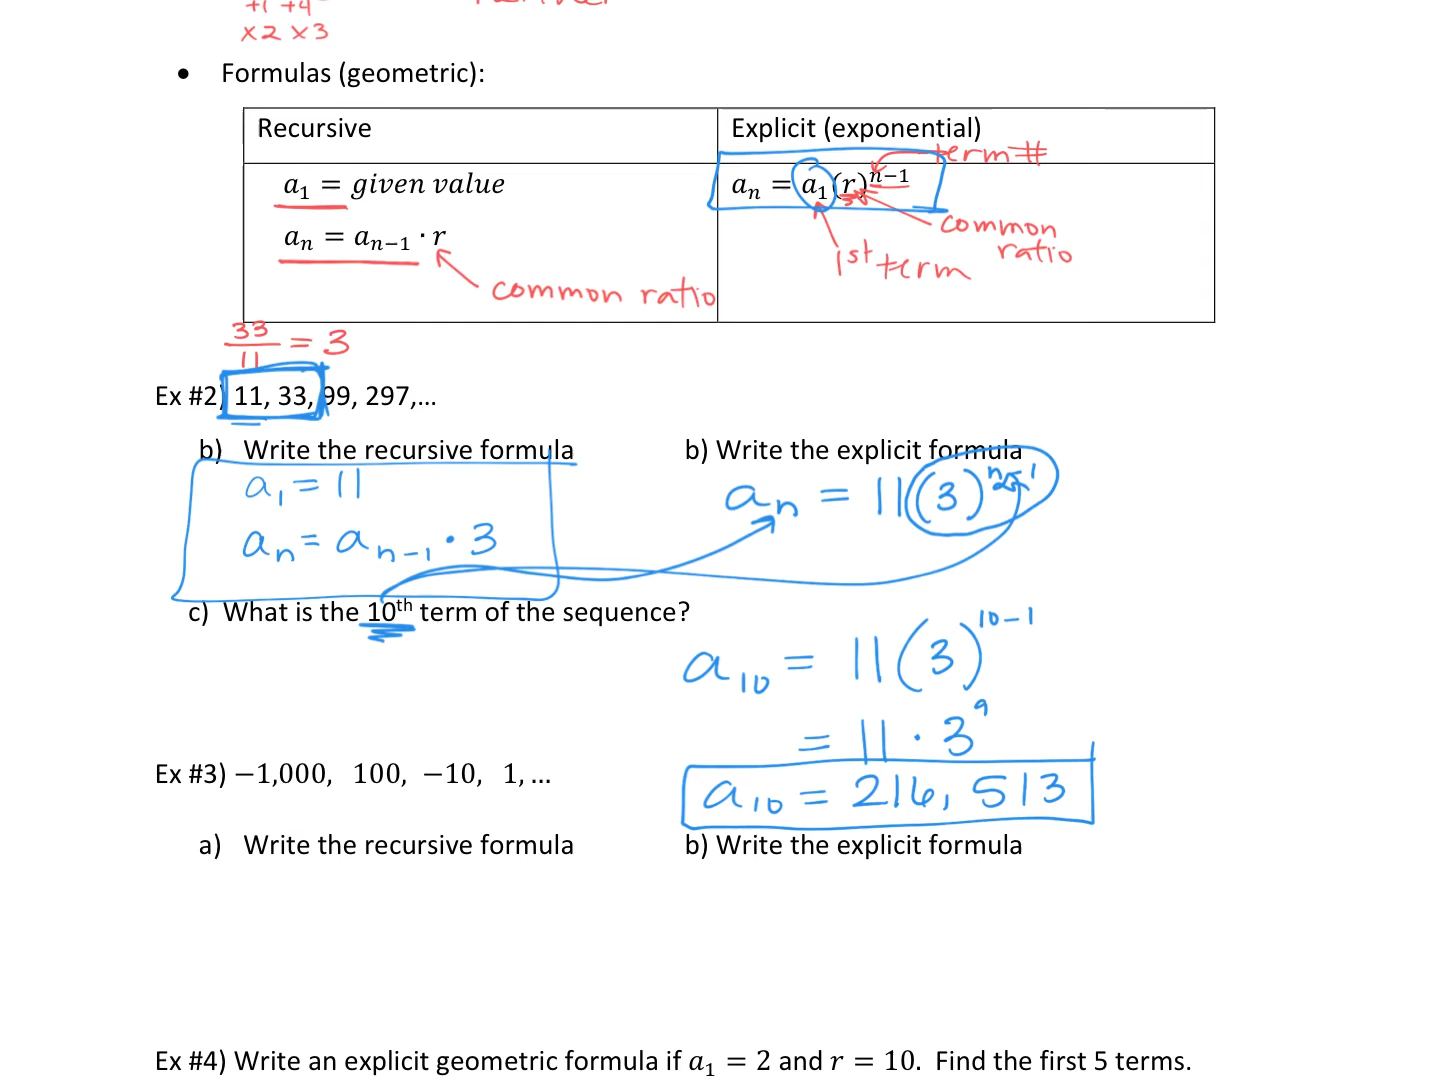 +1 +4
×2 ×3
• Formulas (geometric):
Recursive
Explicit (exponential)
term #
a₁ = given value
aₙ = a₁(r)ⁿ⁻¹
aₙ = aₙ₋₁ · r
common ratio
1st term
common ratio
33/11 = 3
Ex #2) 11, 33, 99, 297,...
b) Write the recursive formula
b) Write the explicit formula
a₁ = 11
aₙ = 11(3)ⁿ⁻¹
aₙ = aₙ₋₁ · 3
c) What is the 10th term of the sequence?
a₁₀ = 11(3)¹⁰⁻¹
= 11 · 3⁹
Ex #3) −1,000, 100, −10, 1, ...
a₁₀ = 216,513
a) Write the recursive formula
b) Write the explicit formula
Ex #4) Write an explicit geometric formula if a₁ = 2 and r = 10. Find the first 5 terms.